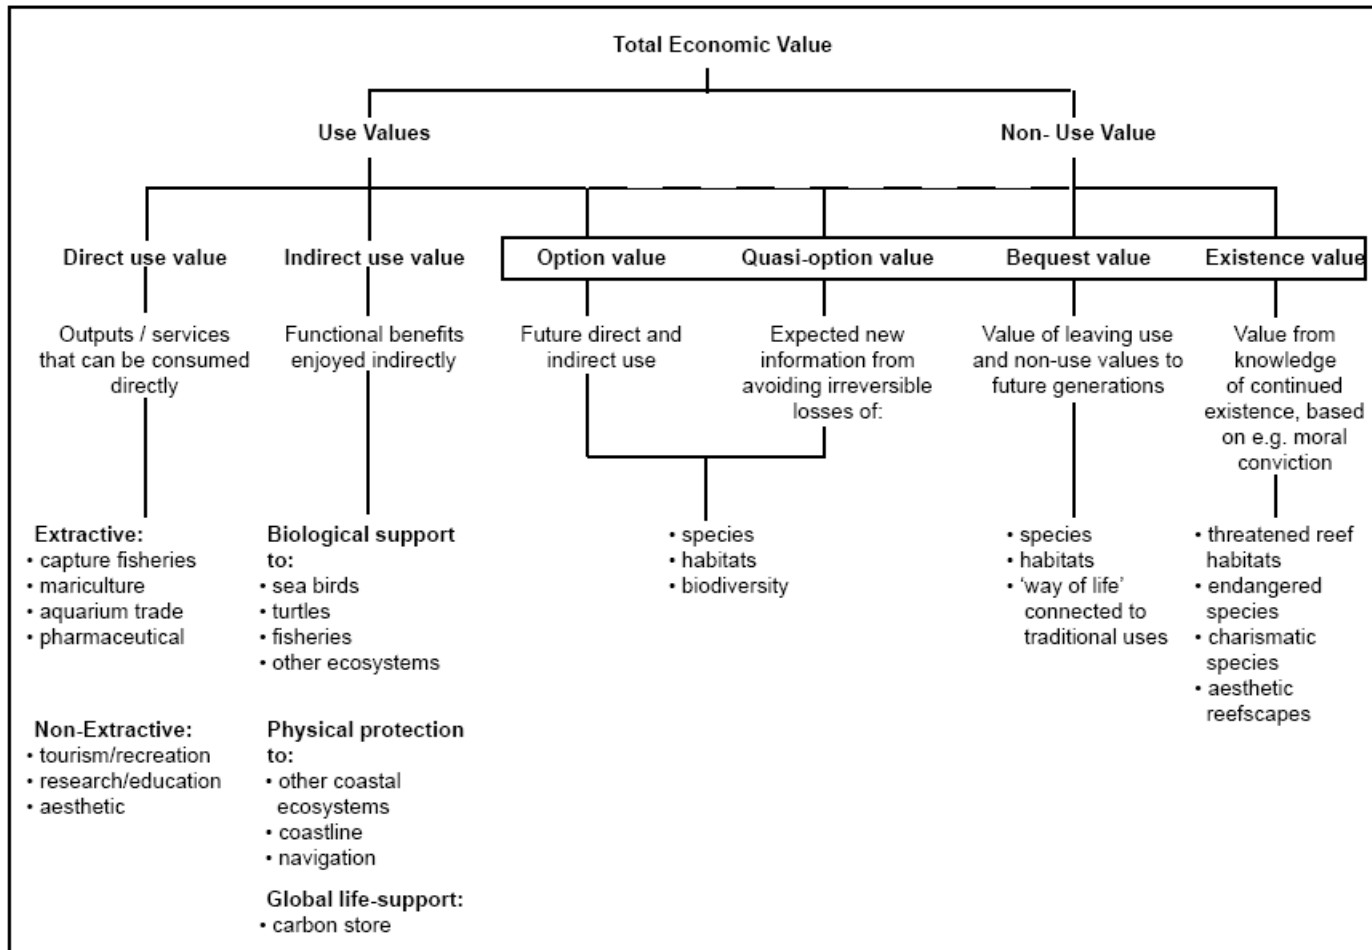 Total Economic Value
Use Values
Non- Use Value
Direct use value
Indirect use value
Option value
Quasi-option value
Bequest value
Existence value
Outputs / services
that can be consumed
directly
Functional benefits
enjoyed indirectly
Future direct and
indirect use
Expected new
information from
avoiding irreversible
losses of:
Value of leaving use
and non-use values to
future generations
Value from
knowledge
of continued
existence, based
on e.g. moral
conviction
Extractive:
• capture fisheries
• mariculture
• aquarium trade
• pharmaceutical
Non-Extractive:
• tourism/recreation
• research/education
• aesthetic
Biological support
to:
• sea birds
• turtles
• fisheries
• other ecosystems
Physical protection
to:
• other coastal
ecosystems
• coastline
• navigation
Global life-support:
• carbon store
• species
• habitats
• biodiversity
• species
• habitats
• ‘way of life’
connected to
traditional uses
• threatened reef
habitats
• endangered
species
• charismatic
species
• aesthetic
reefscapes